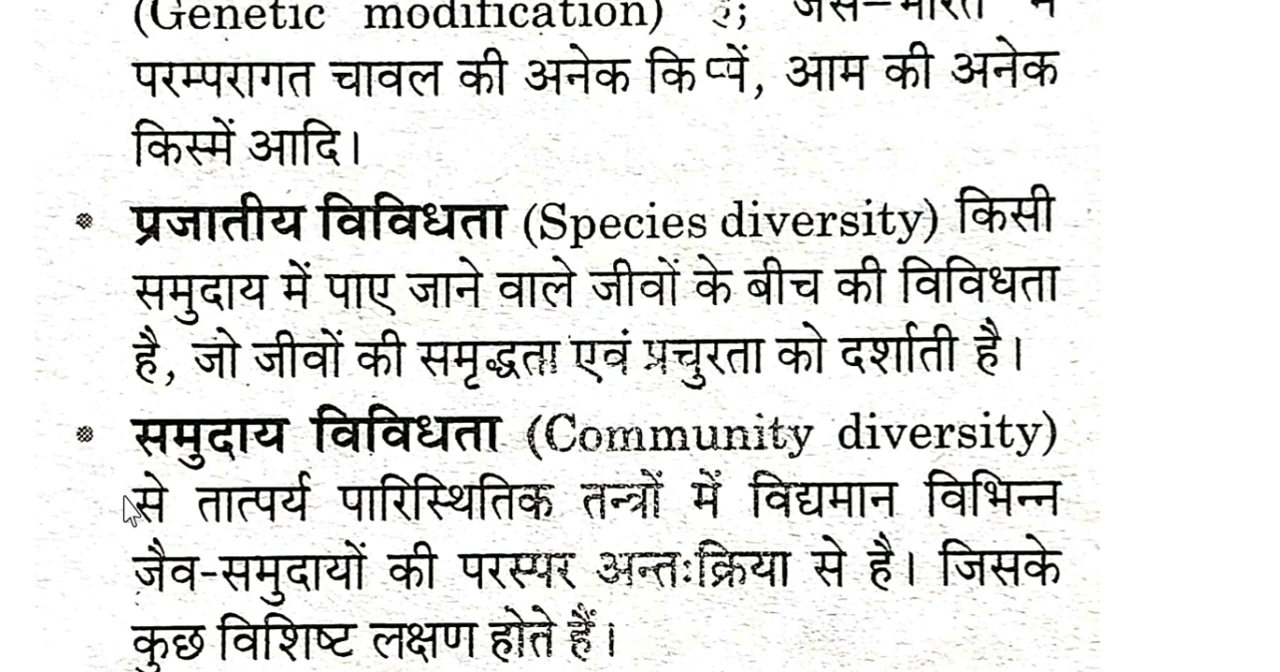 (Genetic modification) है; जैसे–भारत में
परम्परागत चावल की अनेक किस्में, आम की अनेक
किस्में आदि।
प्रजातीय विविधता (Species diversity) किसी
समुदाय में पाए जाने वाले जीवों के बीच की विविधता
है, जो जीवों की समृद्धता एवं प्रचुरता को दर्शाती है।
समुदाय विविधता (Community diversity)
से तात्पर्य पारिस्थितिक तन्त्रों में विद्यमान विभिन्न
जैव-समुदायों की परस्पर अन्तःक्रिया से है। जिसके
कुछ विशिष्ट लक्षण होते हैं।